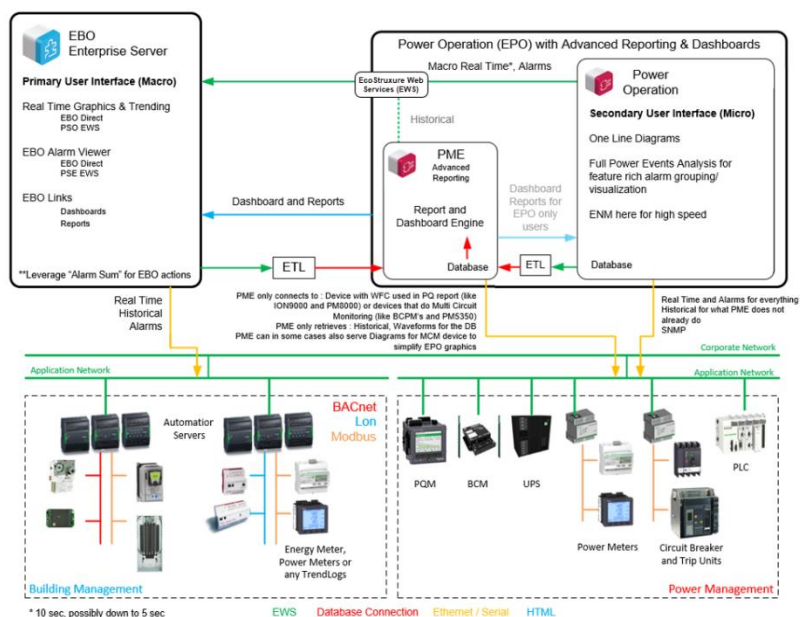 EBO
Enterprise Server
Primary User Interface (Macro)
Real Time Graphics & Trending
EBO Direct
PSO EWS
EBO Alarm Viewer
EBO Direct
PSE EWS
EBO Links
Dashboards
Reports
**Leverage "Alarm Sum" for EBO actions
Power Operation (EPO) with Advanced Reporting & Dashboards
Macro Real Time*, Alarms
EcoStruxure Web
Services (EWS)
Historical
Power
Operation
Secondary User Interface (Micro)
One Line Diagrams
Full Power Events Analysis for
feature rich alarm grouping/
visualization
ENM here for high speed
Database
PME
Advanced
Reporting
Report and
Dashboard Engine
Database
Dashboard
Reports for
EPO only
users
Dashboard and Reports
ETL
ETL
Real Time
Historical
Alarms
PME only connects to : Device with WFC used in PQ report (like
ION9000 and PM8000) or devices that do Multi Circuit
Monitoring (like BCPM's and PM5350)
PME only retrieves : Historical, Waveforms for the DB
PME can in some cases also serve Diagrams for MCM device to
simplify EPO graphics
Real Time and Alarms for everything
Historical for what PME does not
already do
SNMP
Corporate Network
Application Network
Application Network
BACnet
Lon
Modbus
Automation
Servers
Energy Meter,
Power Meters or
any TrendLogs
Building Management
PQM
BCM
UPS
PLC
Power Meters
Circuit Breaker
and Trip Units
Power Management
* 10 sec, possibly down to 5 sec
EWS
Database Connection
Ethernet / Serial
HTML